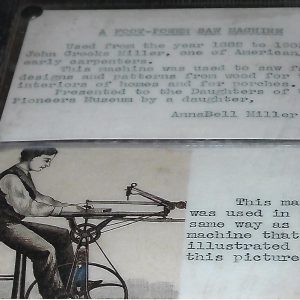 A FOOT-POWER SAW MACHINE
Used from the year 1882 to 190
John Crooks Miller, one of American
early carpenters.
This machine was used to saw f
designs and patterns from wood for
interiors of homes and for porches.
Presented to the Daughters of
Pioneers Museum by a daughter,
AnnaBell Miller
This ma
was used in
same way as
machine that
illustrated
this picture